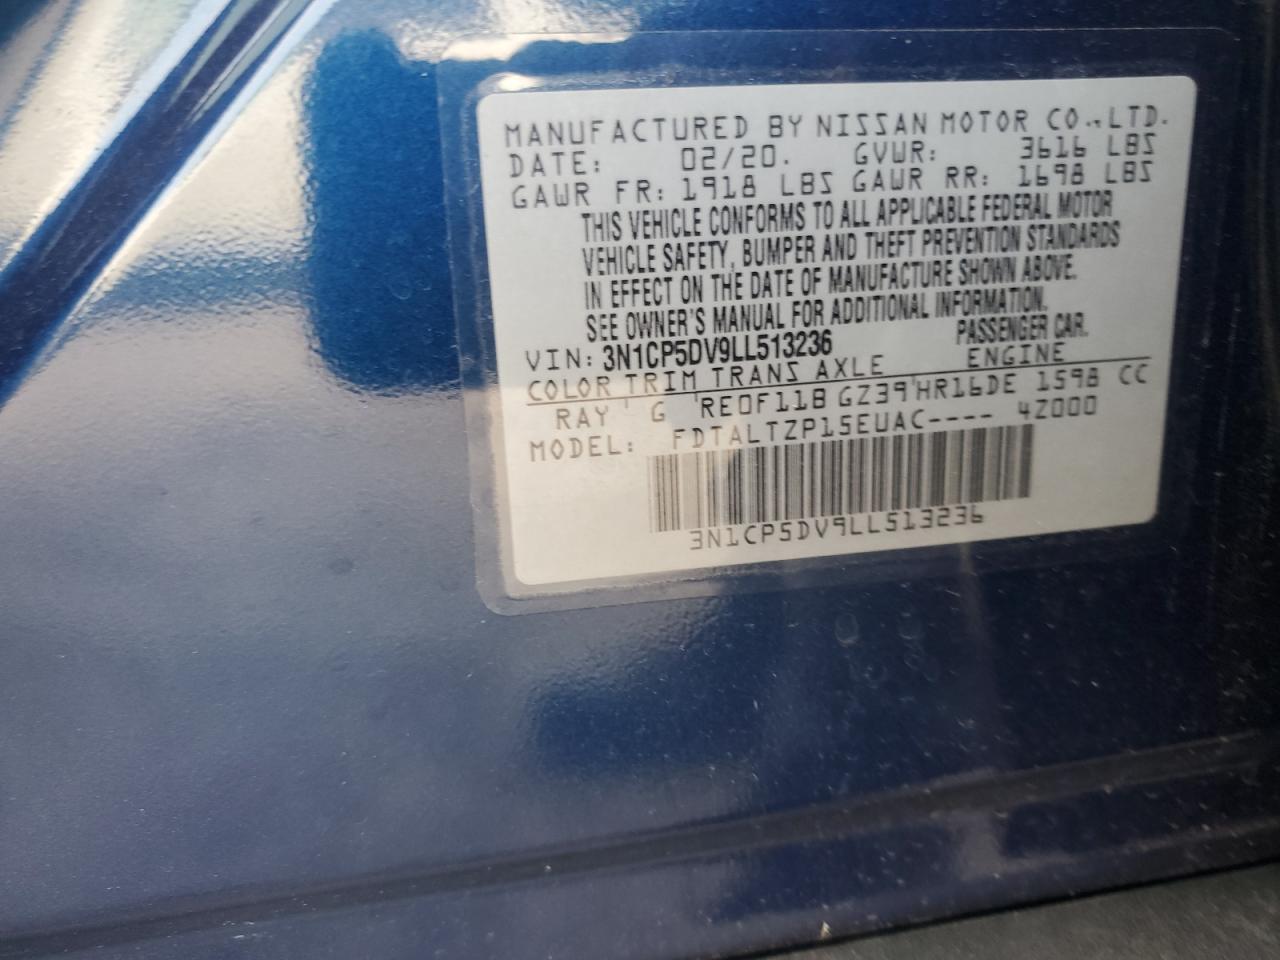 MANUFACTURED BY NISSAN MOTOR CO.,LTD.
DATE: 02/20. GVWR: 3616 LBS
GAWR FR: 1918 LBS GAWR RR: 1698 LBS
THIS VEHICLE CONFORMS TO ALL APPLICABLE FEDERAL MOTOR
VEHICLE SAFETY, BUMPER AND THEFT PREVENTION STANDARDS
IN EFFECT ON THE DATE OF MANUFACTURE SHOWN ABOVE.
SEE OWNER'S MANUAL FOR ADDITIONAL INFORMATION.
VIN: 3N1CP5DV9LL513236 PASSENGER CAR.
COLOR TRIM TRANS AXLE ENGINE
RAY ' G 'RE0F11B GZ39'HR16DE 1598 CC
MODEL: FDTALTZP15EUAC---- 4Z000
3N1CP5DV9LL513236